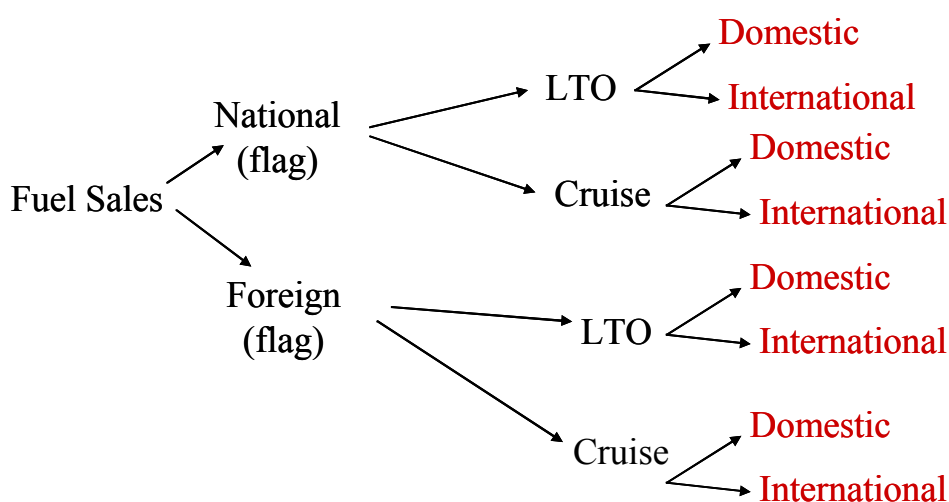 Fuel Sales
National
(flag)
LTO
Domestic
International
Cruise
Domestic
International
Foreign
(flag)
LTO
Domestic
International
Cruise
Domestic
International